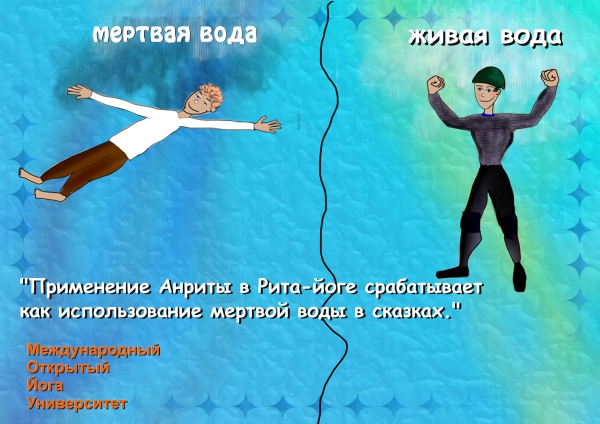 мертвая вода
живая вода
"Применение Анриты в Рита-йоге срабатывает
как использование мертвой воды в сказках."
Международный
Открытый
Йога
Университет